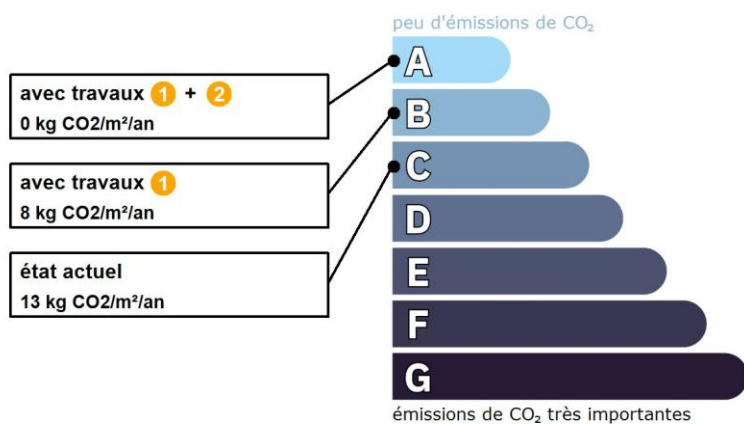 peu d'émissions de CO₂
A
avec travaux 1 + 2
0 kg CO2/m²/an
B
avec travaux 1
8 kg CO2/m²/an
C
D
état actuel
13 kg CO2/m²/an
E
F
G
émissions de CO₂ très importantes